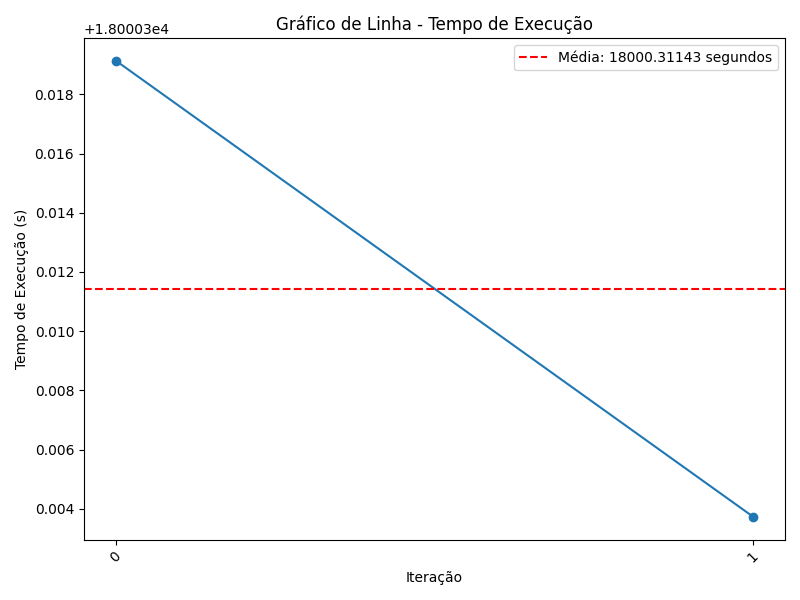 Gráfico de Linha - Tempo de Execução
+1.80003e4
Média: 18000.31143 segundos
0.018
0.016
0.014
0.012
0.010
0.008
0.006
0.004
Tempo de Execução (s)
0
1
Iteração